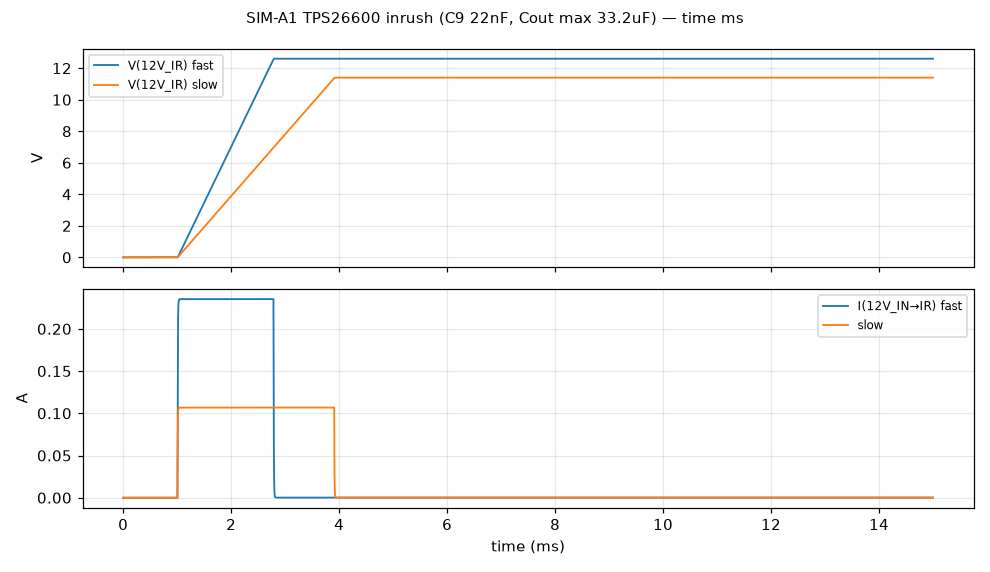 SIM-A1 TPS26600 inrush (C9 22nF, Cout max 33.2uF) — time ms
V(12V_IR) fast
V(12V_IR) slow
12
10
8
6
4
2
0
V
I(12V_IN→IR) fast
slow
0.20
0.15
0.10
0.05
0.00
A
0 2 4 6 8 10 12 14
time (ms)